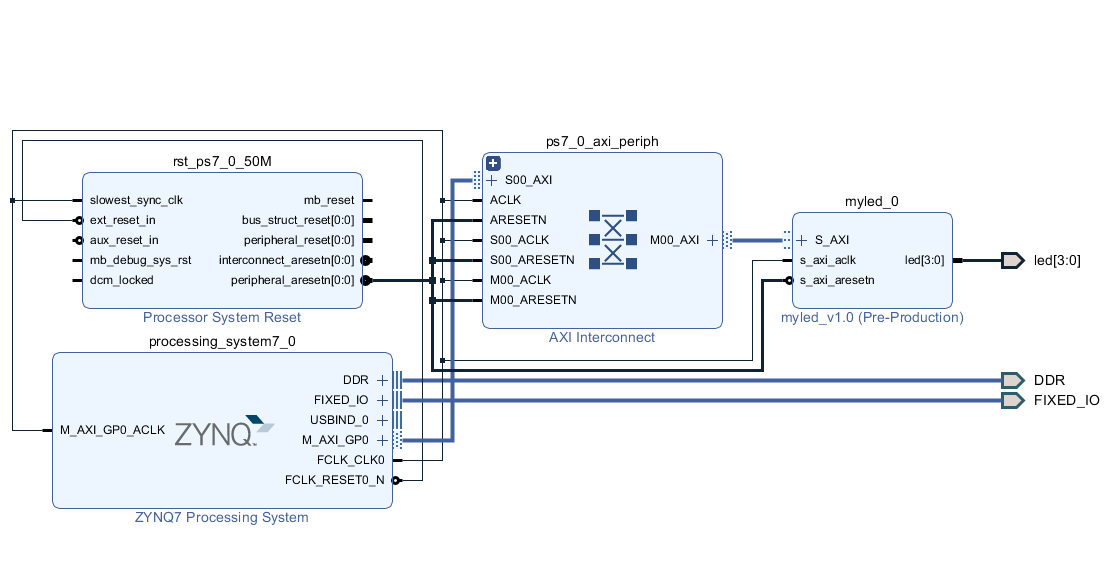 rst_ps7_0_50M
slowest_sync_clk
ext_reset_in
aux_reset_in
mb_debug_sys_rst
dcm_locked
mb_reset
bus_struct_reset[0:0]
peripheral_reset[0:0]
interconnect_aresetn[0:0]
peripheral_aresetn[0:0]
Processor System Reset
processing_system7_0
M_AXI_GP0_ACLK
ZYNQ™
DDR
FIXED_IO
USBIND_0
M_AXI_GP0
FCLK_CLK0
FCLK_RESET0_N
ZYNQ7 Processing System
ps7_0_axi_periph
S00_AXI
ACLK
ARESETN
S00_ACLK
S00_ARESETN
M00_ACLK
M00_ARESETN
M00_AXI
AXI Interconnect
myled_0
S_AXI
s_axi_aclk
s_axi_aresetn
led[3:0]
myled_v1.0 (Pre-Production)
led[3:0]
DDR
FIXED_IO